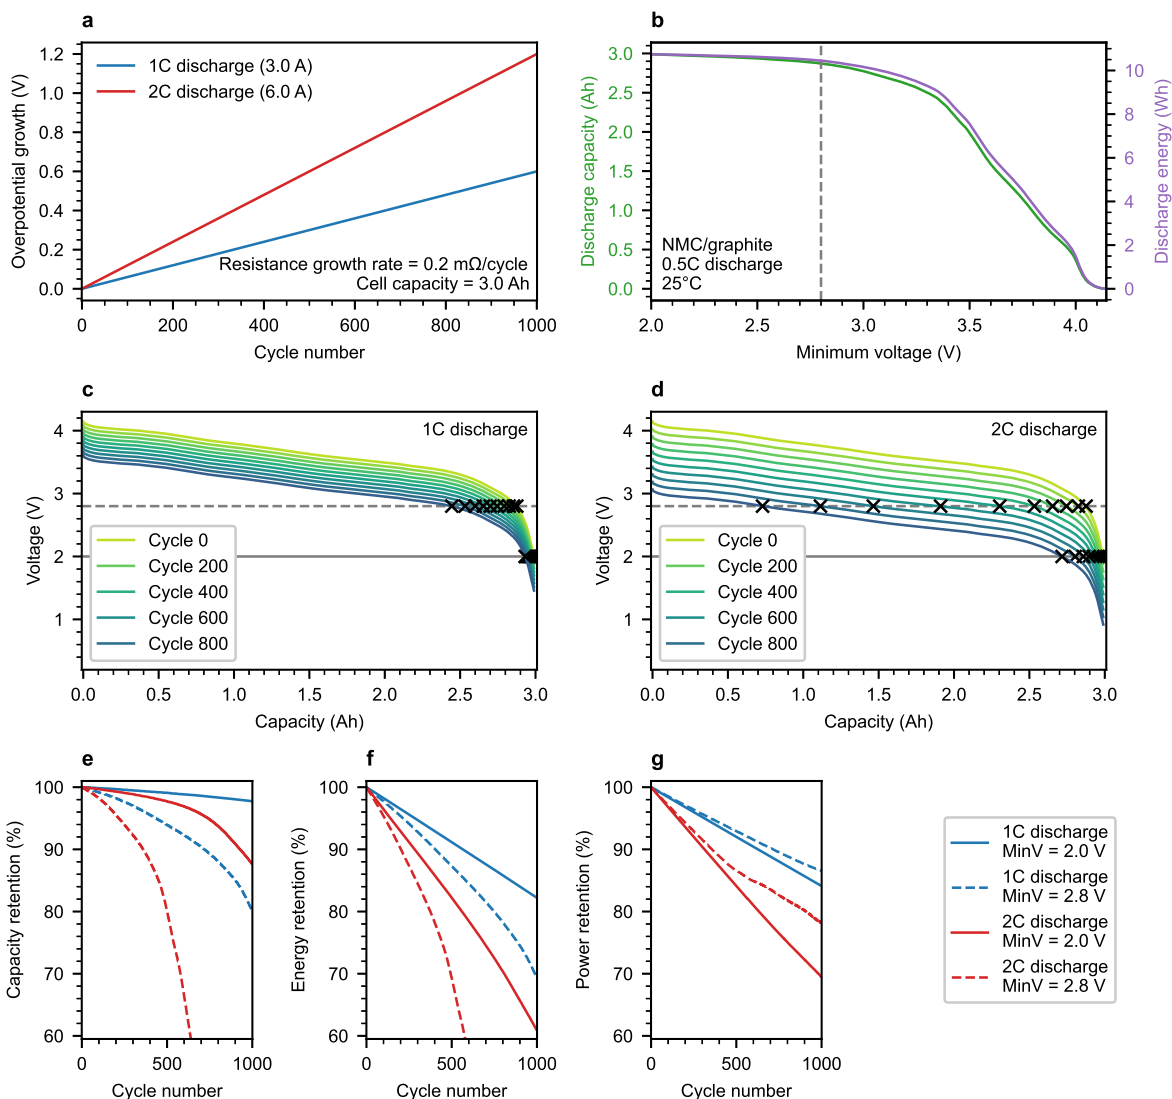 a
1C discharge (3.0 A)
2C discharge (6.0 A)
Resistance growth rate = 0.2 mΩ/cycle
Cell capacity = 3.0 Ah
Overpotential growth (V)
0.0
0.2
0.4
0.6
0.8
1.0
1.2
0 200 400 600 800 1000
Cycle number
b
Discharge capacity (Ah)
3.0
2.5
2.0
1.5
1.0
0.5
0.0
NMC/graphite
0.5C discharge
25°C
Discharge energy (Wh)
10
8
6
4
2
0
2.0 2.5 3.0 3.5 4.0
Minimum voltage (V)
c
1C discharge
Voltage (V)
4
3
2
1
Cycle 0
Cycle 200
Cycle 400
Cycle 600
Cycle 800
0.0 0.5 1.0 1.5 2.0 2.5 3.0
Capacity (Ah)
d
2C discharge
Voltage (V)
4
3
2
1
Cycle 0
Cycle 200
Cycle 400
Cycle 600
Cycle 800
0.0 0.5 1.0 1.5 2.0 2.5 3.0
Capacity (Ah)
e
Capacity retention (%)
100
90
80
70
60
0 500 1000
Cycle number
f
Energy retention (%)
100
90
80
70
60
0 500 1000
Cycle number
g
Power retention (%)
100
90
80
70
60
0 500 1000
Cycle number
1C discharge
MinV = 2.0 V
1C discharge
MinV = 2.8 V
2C discharge
MinV = 2.0 V
2C discharge
MinV = 2.8 V